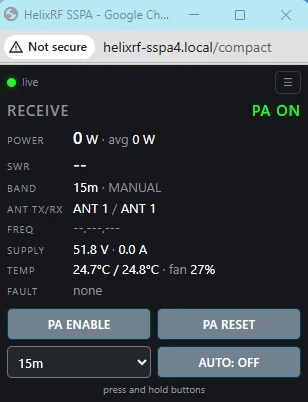 HelixRF SSPA - Google Ch...
Not secure helixrf-sspa4.local/compact
live
RECEIVE PA ON
POWER 0 W · avg 0 W
SWR --
BAND 15m · MANUAL
ANT TX/RX ANT 1 / ANT 1
FREQ --.---.---
SUPPLY 51.8 V · 0.0 A
TEMP 24.7°C / 24.8°C · fan 27%
FAULT none
PA ENABLE PA RESET
15m AUTO: OFF
press and hold buttons